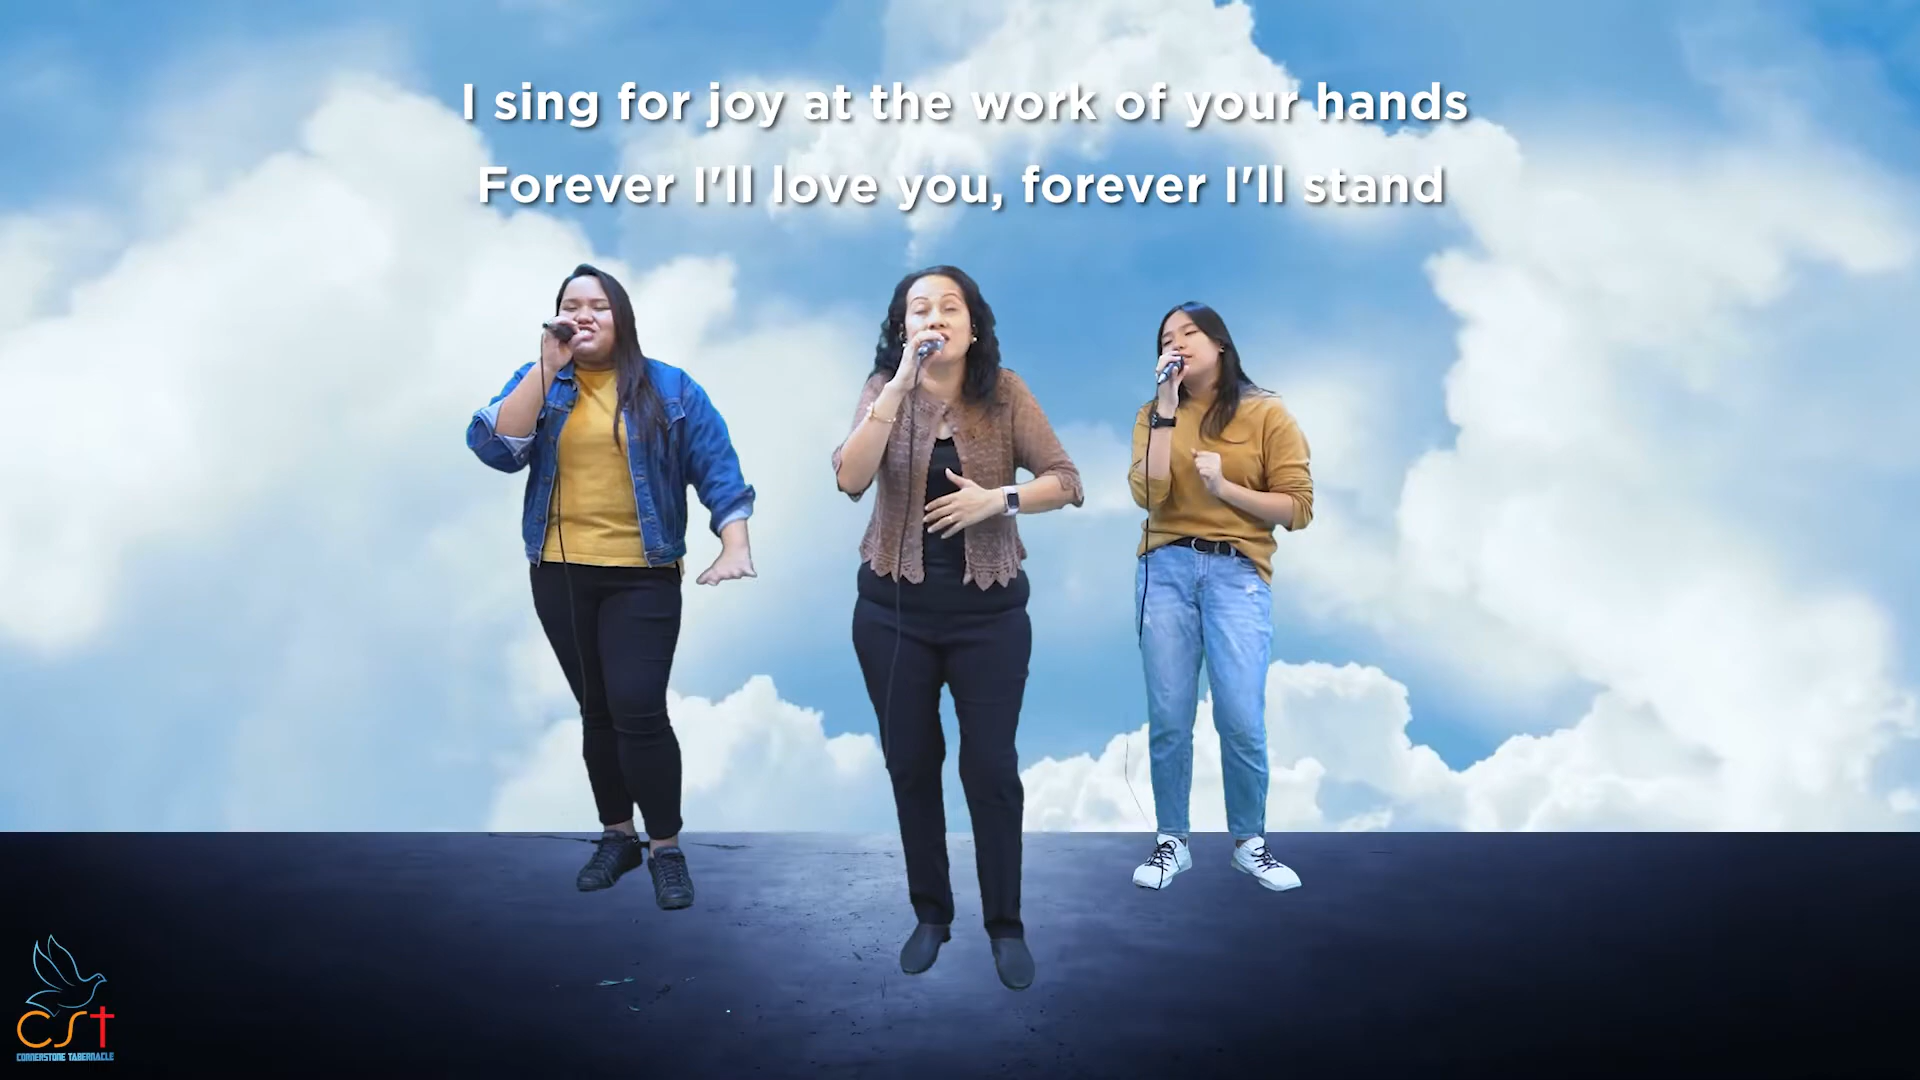 I sing for joy at the work of your hands
Forever I'll love you, forever I'll stand
CST
CORNERSTONE TABERNACLE